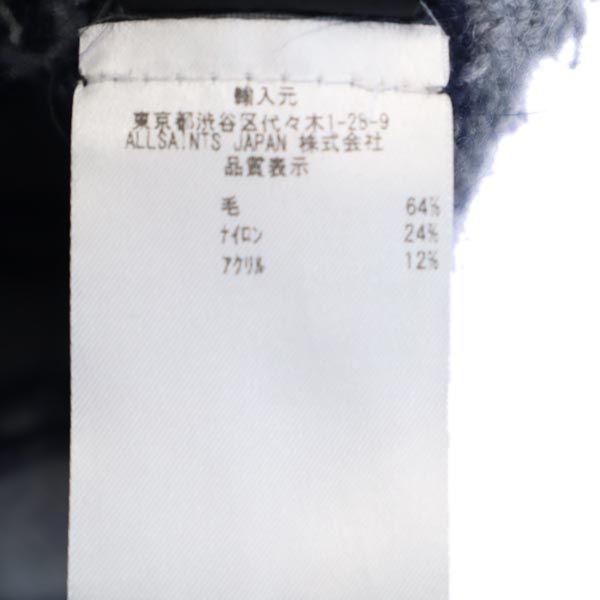 輸入元
東京都渋谷区代々木1-28-9
ALLSAINTS JAPAN 株式会社
品質表示
毛 64%
ナイロン 24%
アクリル 12%